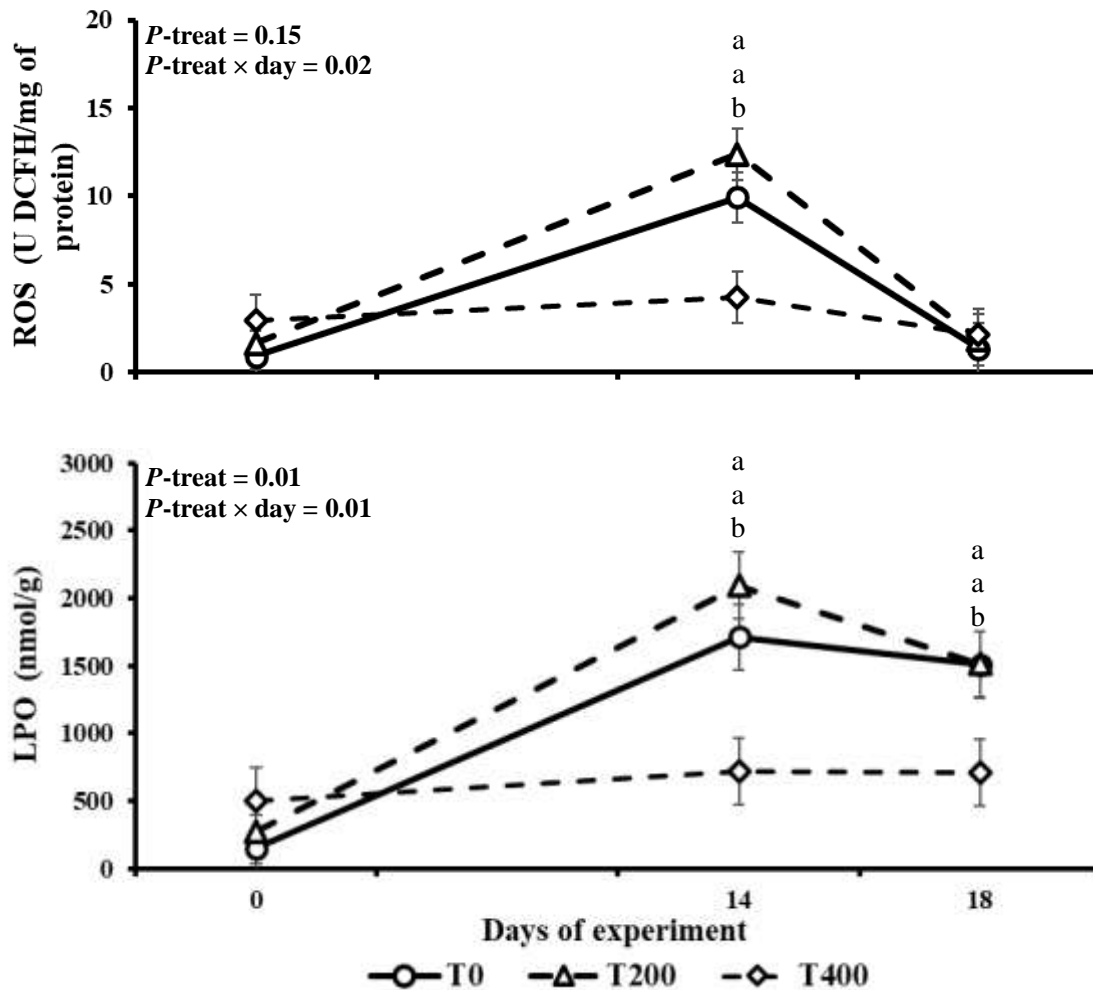 20
15
10
5
0
ROS (U DCFH/mg of
protein)
P-treat = 0.15
P-treat × day = 0.02
a
a
b
3000
2500
2000
1500
1000
500
0
LPO (nmol/g)
P-treat = 0.01
P-treat × day = 0.01
a
a
b
a
a
b
0 14 18
Days of experiment
T0 T200 T400